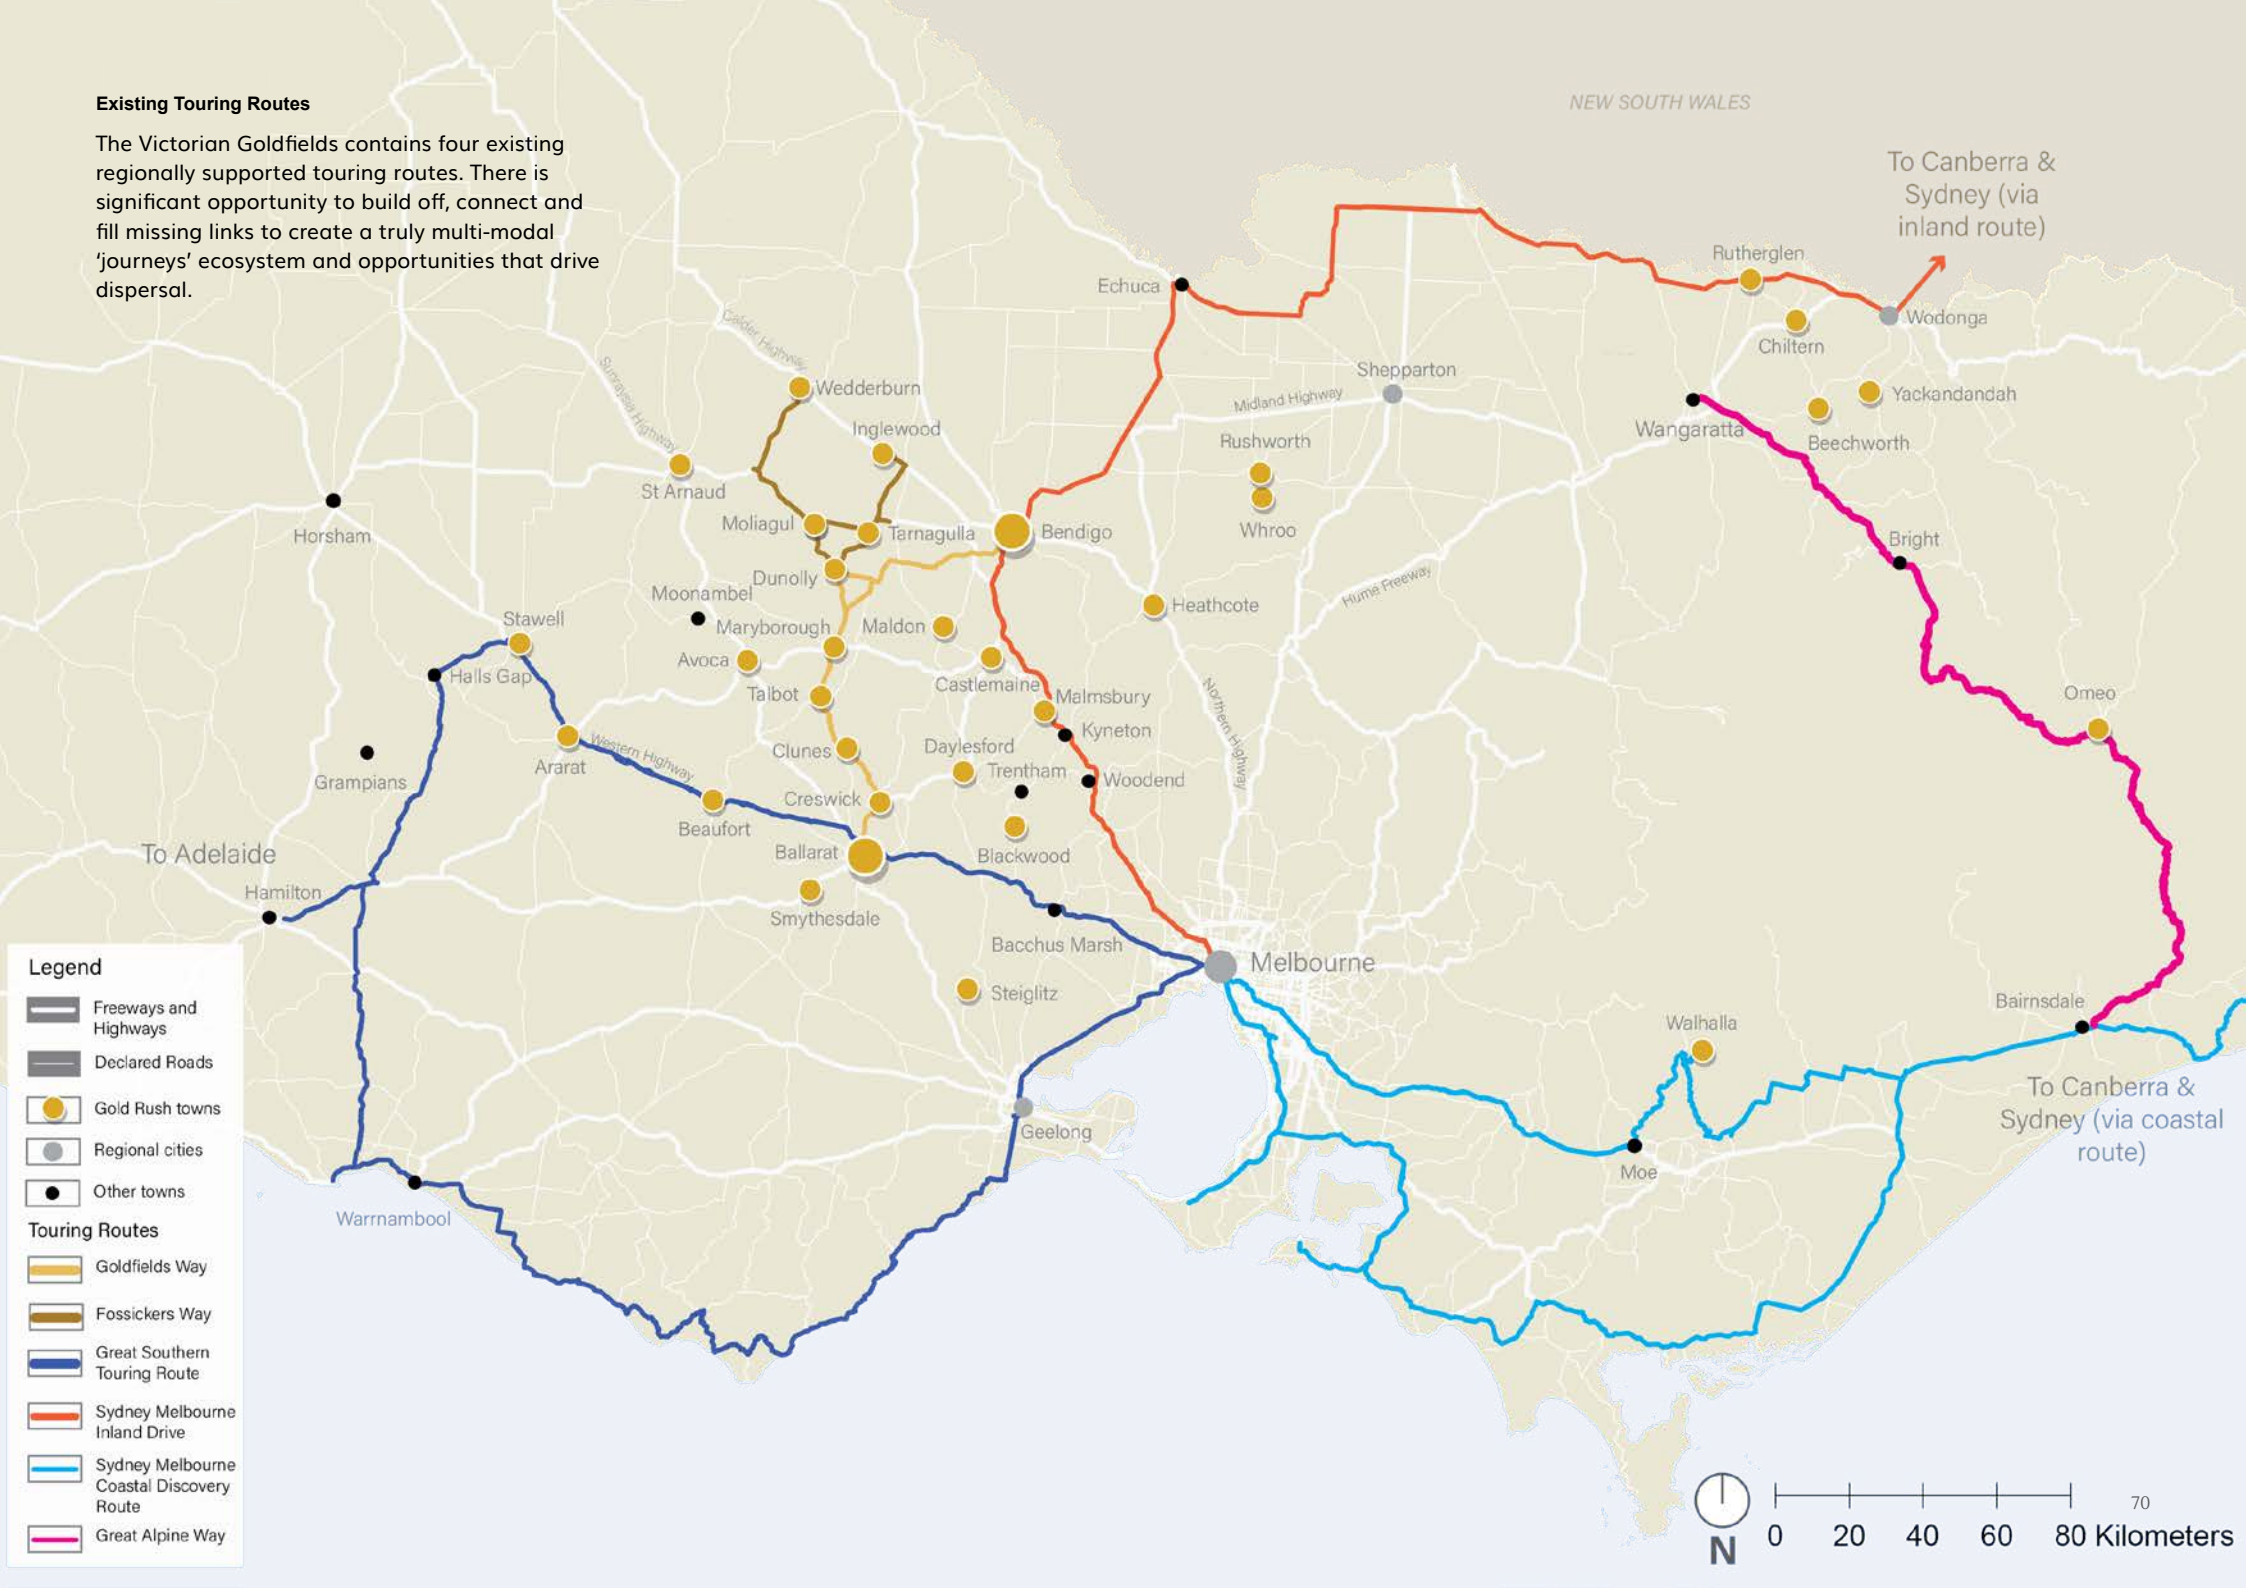 Existing Touring Routes
The Victorian Goldfields contains four existing
regionally supported touring routes. There is
significant opportunity to build off, connect and
fill missing links to create a truly multi-modal
‘journeys’ ecosystem and opportunities that drive
dispersal.
NEW SOUTH WALES
To Canberra &
Sydney (via
inland route)
Rutherglen
Echuca
Wodonga
Chiltern
Calder Highway
Sunraysia Highway
Wedderburn
Shepparton
Midland Highway
Yackandandah
Inglewood
Rushworth
Wangaratta
Beechworth
St Arnaud
Moliagul
Tarnagulla
Bendigo
Whroo
Horsham
Bright
Dunolly
Hume Freeway
Moonambel
Heathcote
Stawell
Maryborough
Maldon
Avoca
Halls Gap
Castlemaine
Talbot
Malmsbury
Northern Highway
Omeo
Kyneton
Western Highway
Clunes
Daylesford
Ararat
Trentham
Woodend
Grampians
Creswick
Beaufort
Ballarat
Blackwood
To Adelaide
Hamilton
Smythesdale
Bacchus Marsh
Melbourne
Steiglitz
Bairnsdale
Walhalla
To Canberra &
Sydney (via coastal
route)
Geelong
Moe
Warrnambool
Legend
Freeways and
Highways
Declared Roads
Gold Rush towns
Regional cities
Other towns
Touring Routes
Goldfields Way
Fossickers Way
Great Southern
Touring Route
Sydney Melbourne
Inland Drive
Sydney Melbourne
Coastal Discovery
Route
Great Alpine Way
N
0 20 40 60 80 Kilometers
70